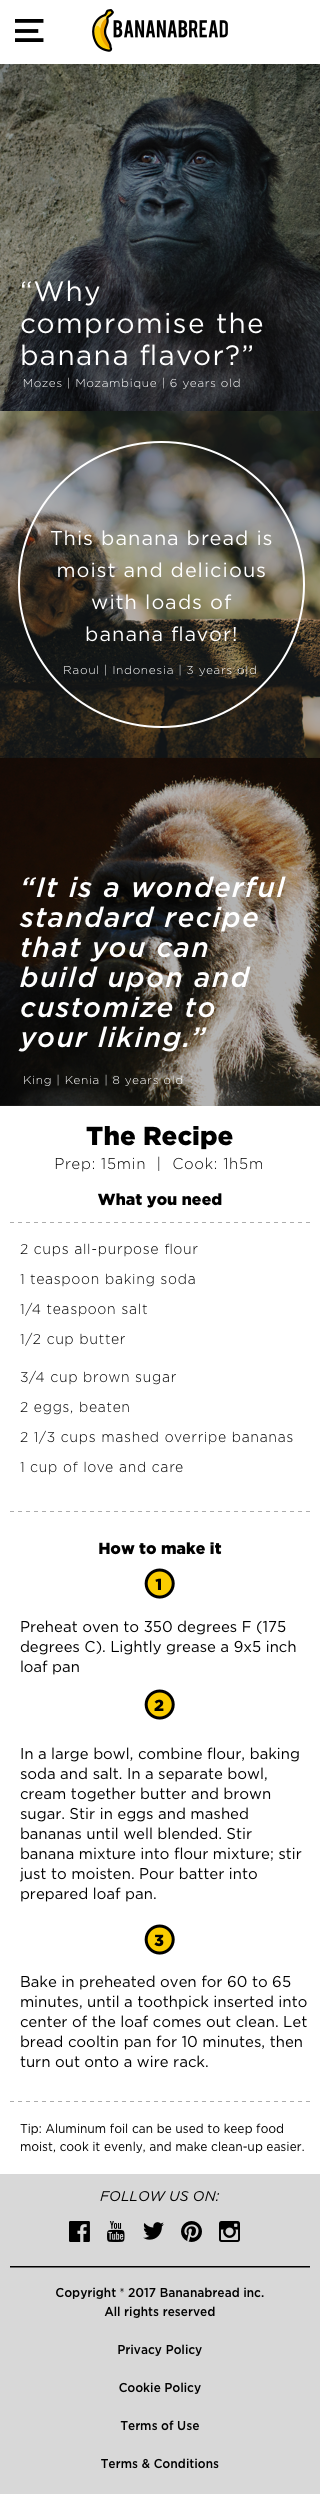 BANANABREAD
“Why
compromise the
banana flavor?”
Mozes | Mozambique | 6 years old
This banana bread is
moist and delicious
with loads of
banana flavor!
Raoul | Indonesia | 3 years old
“It is a wonderful
standard recipe
that you can
build upon and
customize to
your liking.”
King | Kenia | 8 years old
The Recipe
Prep: 15min | Cook: 1h5m
What you need
2 cups all-purpose flour
1 teaspoon baking soda
1/4 teaspoon salt
1/2 cup butter
3/4 cup brown sugar
2 eggs, beaten
2 1/3 cups mashed overripe bananas
1 cup of love and care
How to make it
1
Preheat oven to 350 degrees F (175
degrees C). Lightly grease a 9x5 inch
loaf pan
2
In a large bowl, combine flour, baking
soda and salt. In a separate bowl,
cream together butter and brown
sugar. Stir in eggs and mashed
bananas until well blended. Stir
banana mixture into flour mixture; stir
just to moisten. Pour batter into
prepared loaf pan.
3
Bake in preheated oven for 60 to 65
minutes, until a toothpick inserted into
center of the loaf comes out clean. Let
bread cooltin pan for 10 minutes, then
turn out onto a wire rack.
Tip: Aluminum foil can be used to keep food
moist, cook it evenly, and make clean-up easier.
FOLLOW US ON:
You Tube
Copyright ® 2017 Bananabread inc.
All rights reserved
Privacy Policy
Cookie Policy
Terms of Use
Terms & Conditions